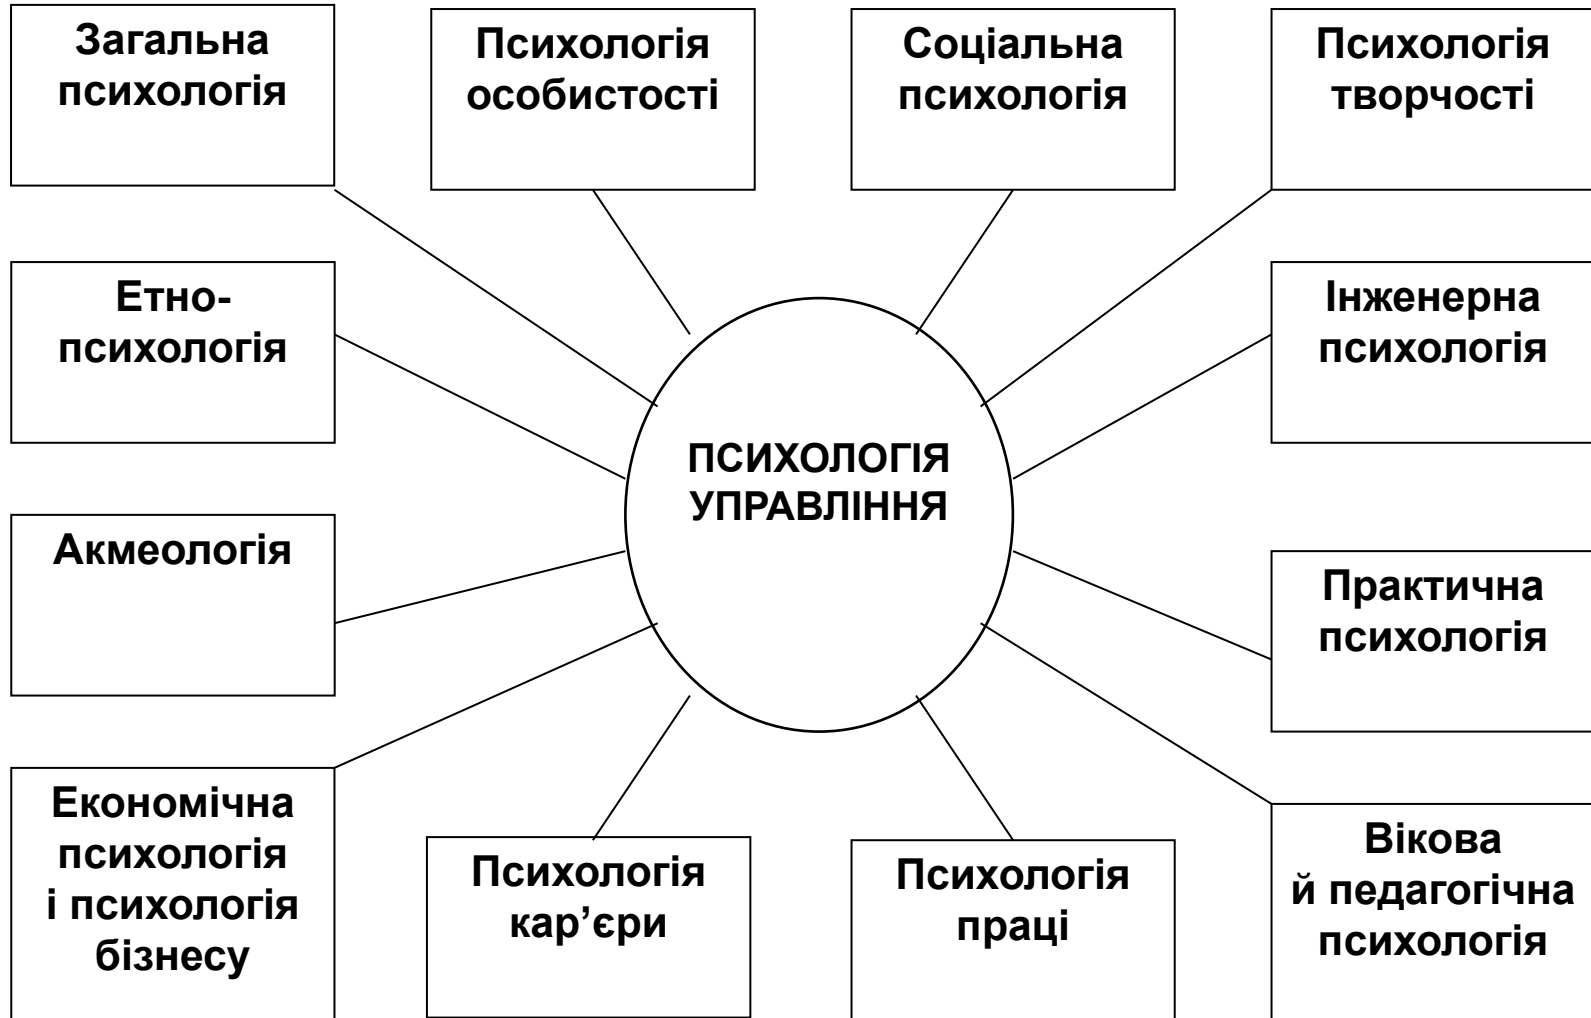 Загальна
психологія
Психологія
особистості
Соціальна
психологія
Психологія
творчості
Етно-
психологія
Інженерна
психологія
ПСИХОЛОГІЯ
УПРАВЛІННЯ
Акмеологія
Практична
психологія
Економічна
психологія
і психологія
бізнесу
Психологія
кар’єри
Психологія
праці
Вікова
й педагогічна
психологія